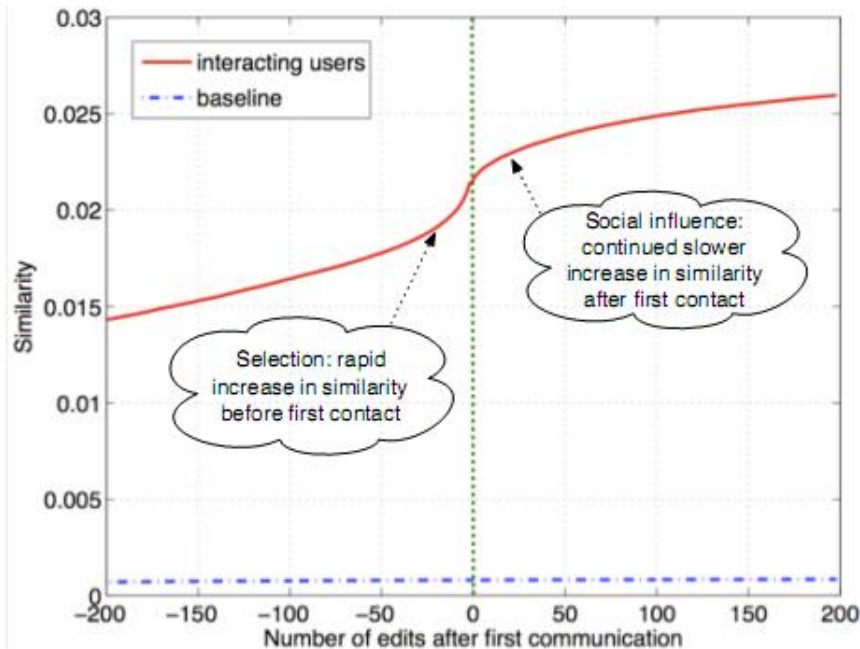 0.03
interacting users
baseline
0.025
0.02
0.015
0.01
0.005
0
Similarity
Social influence:
continued slower
increase in similarity
after first contact
Selection: rapid
increase in similarity
before first contact
−200 −150 −100 −50 0 50 100 150 200
Number of edits after first communication